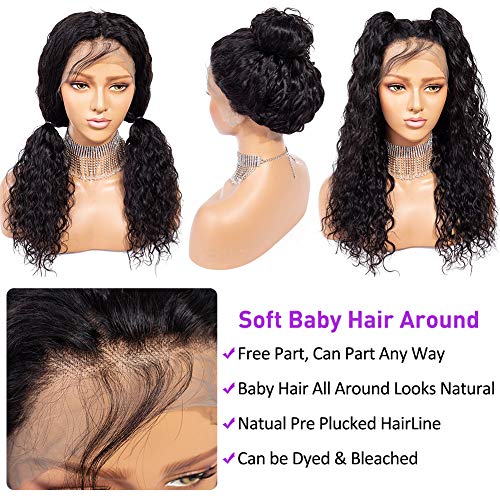 Soft Baby Hair Around
✓Free Part, Can Part Any Way
✓Baby Hair All Around Looks Natural
✓Natual Pre Plucked HairLine
✓Can be Dyed & Bleached